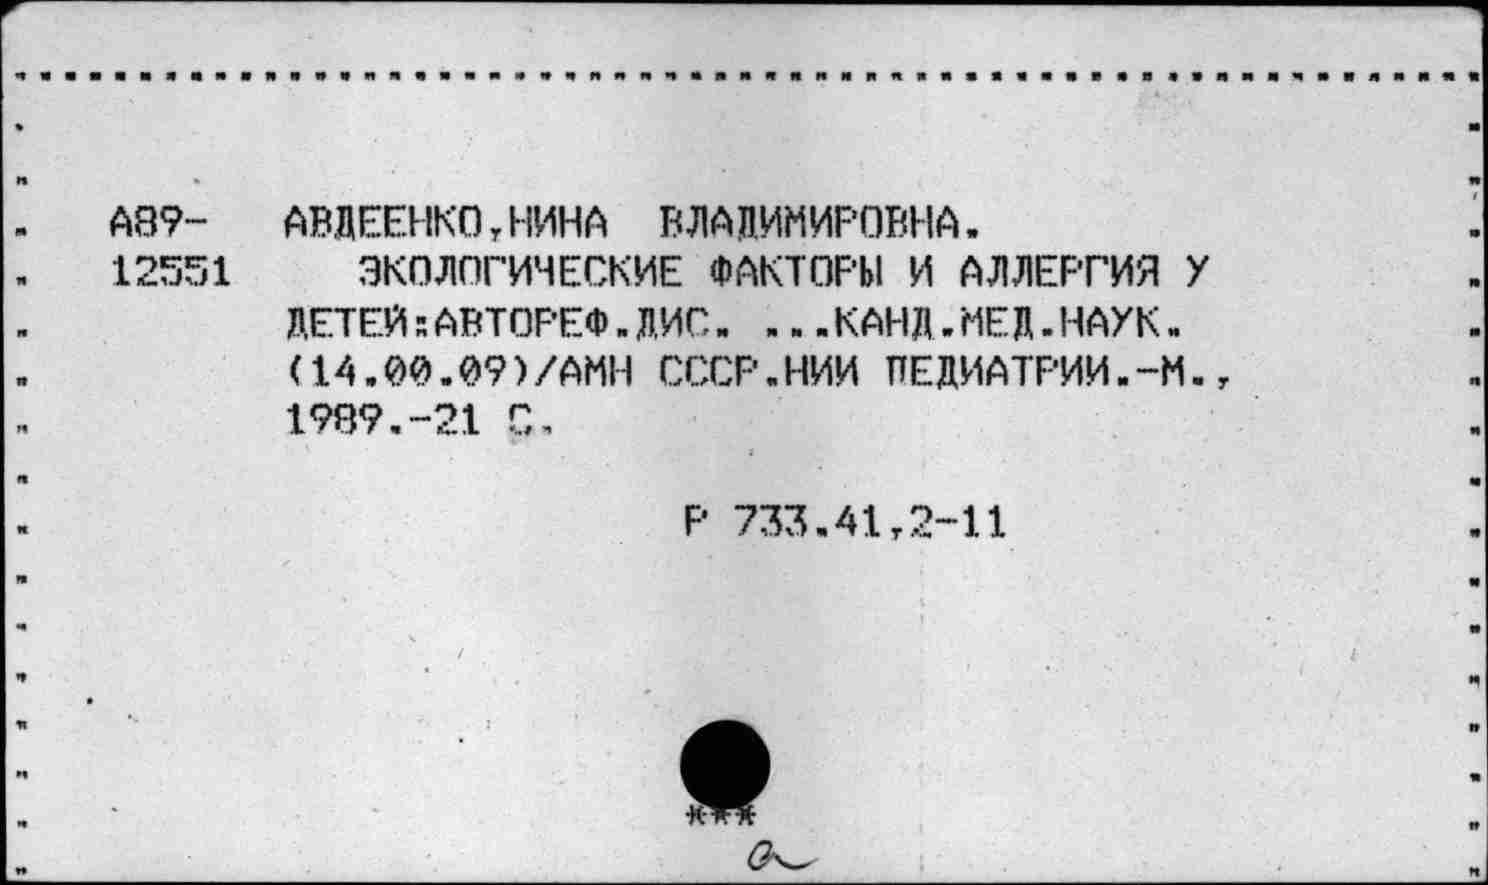 А89- АВДЕЕНКО,НИНА ВЛАДИМИРОВНА.
12551 ЭКОЛОГИЧЕСКИЕ ФАКТОРЫ И АЛЛЕРГИЯ У
ДЕТЕЙ:АВТОРЕФ.ДИС. ...КАНД.МЕД.НАУК.
(14.00.09)/АМН СССР.НИИ ПЕДИАТРИИ.-М.,
1989.-21 С.
Р 733.41,2-11
***